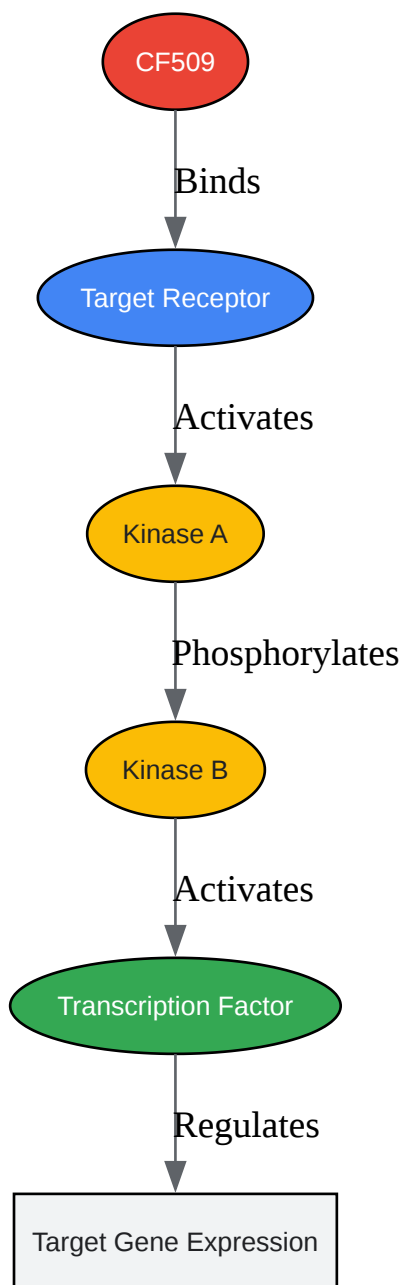 CF509
Binds
Target Receptor
Activates
Kinase A
Phosphorylates
Kinase B
Activates
Transcription Factor
Regulates
Target Gene Expression